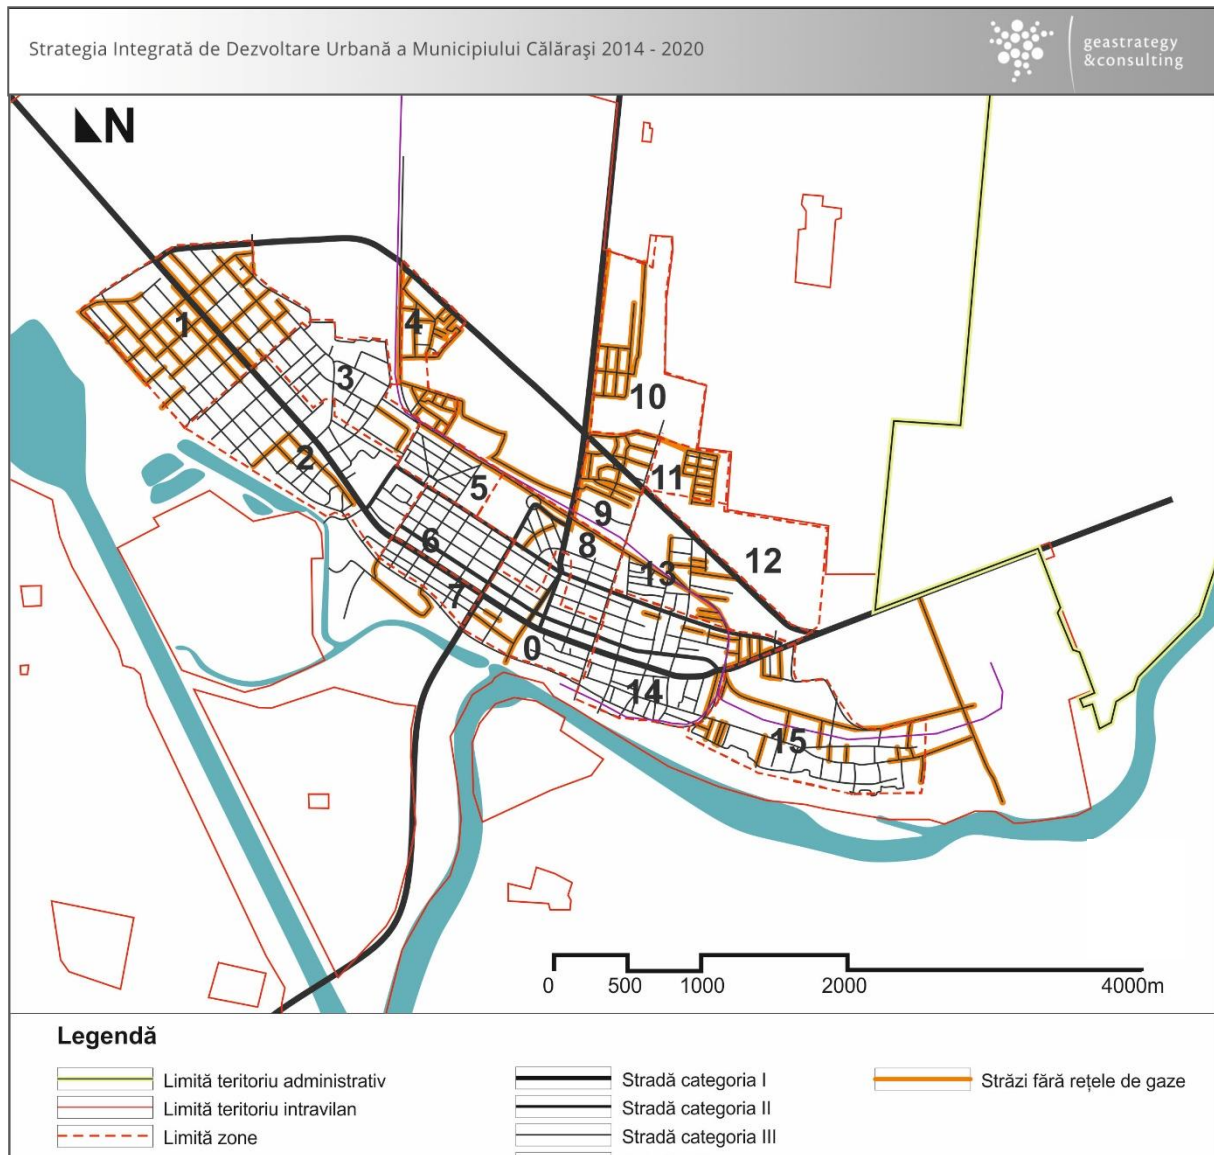 Strategia Integrată de Dezvoltare Urbană a Municipiului Călăraşi 2014 - 2020
geastrategy
&consulting
N
1
4
3
10
2
11
5
9
6
8
12
13
7
0
14
15
0 500 1000 2000 4000m
Legendă
Limită teritoriu administrativ
Stradă categoria I
Străzi fără rețele de gaze
Limită teritoriu intravilan
Stradă categoria II
Limită zone
Stradă categoria III